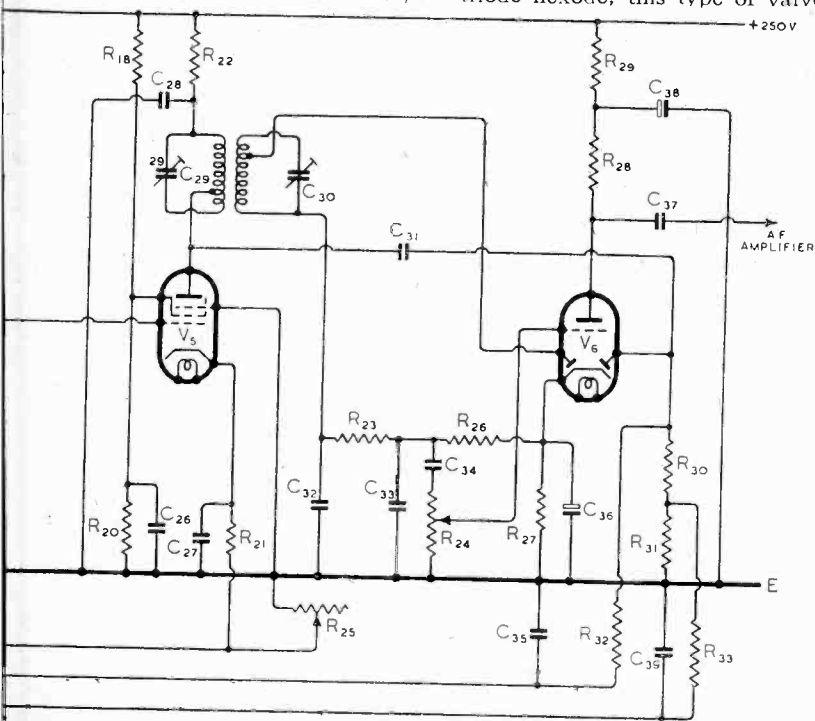 diode hexode, this type of valve
+250V
R18
R22
R29
C28
C38
29
C29
C30
R28
C37
C31
AF
AMPLIFIER
V5
V6
R23
R26
R30
C34
C32
C33
C36
R20
C26
C27
R21
R24
R27
R31
E
R25
C35
R32
C39
R33